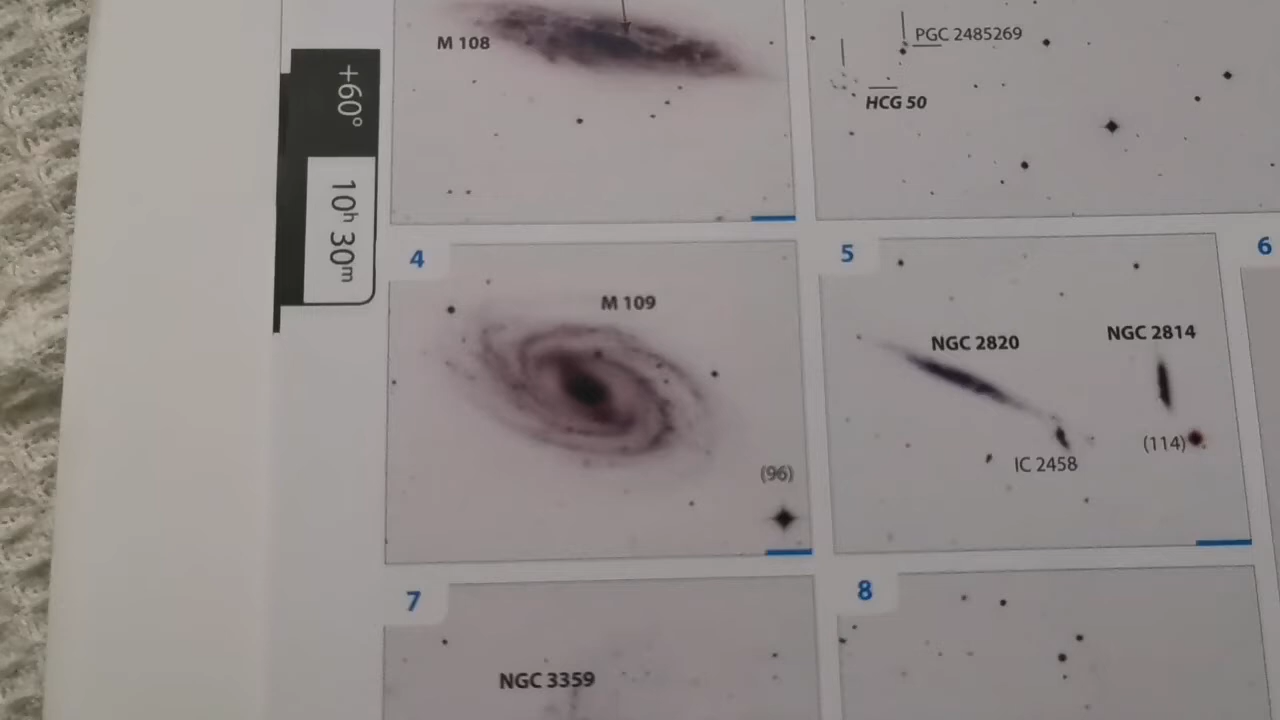 +60°
10h 30m
M 108
PGC 2485269
HCG 50
4
M 109
(96)
5
NGC 2820
NGC 2814
(114)
IC 2458
6
7
NGC 3359
8